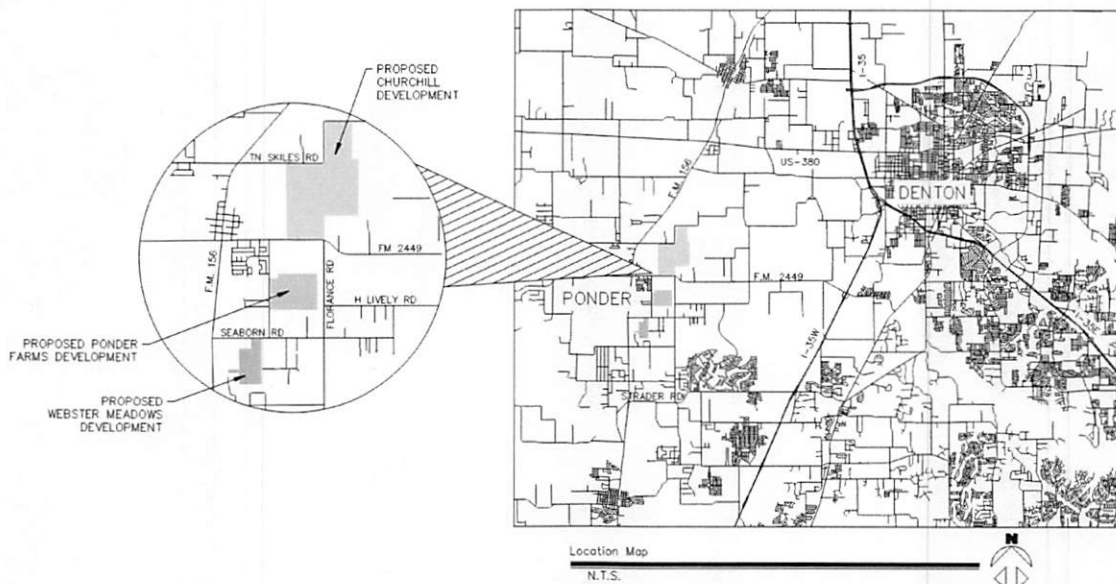 PROPOSED
CHURCHILL
DEVELOPMENT
TN SKILES RD
FM 2449
F.M. 156
FLORANCE RD
H LIVELY RD
SEABORN RD
PROPOSED PONDER
FARMS DEVELOPMENT
PROPOSED
WEBSTER MEADOWS
DEVELOPMENT
I-35
US-380
F.M. 156
DENTON
F.M. 2449
PONDER
I-35W
I-35E
STRADER RD
Location Map
N.T.S.
N